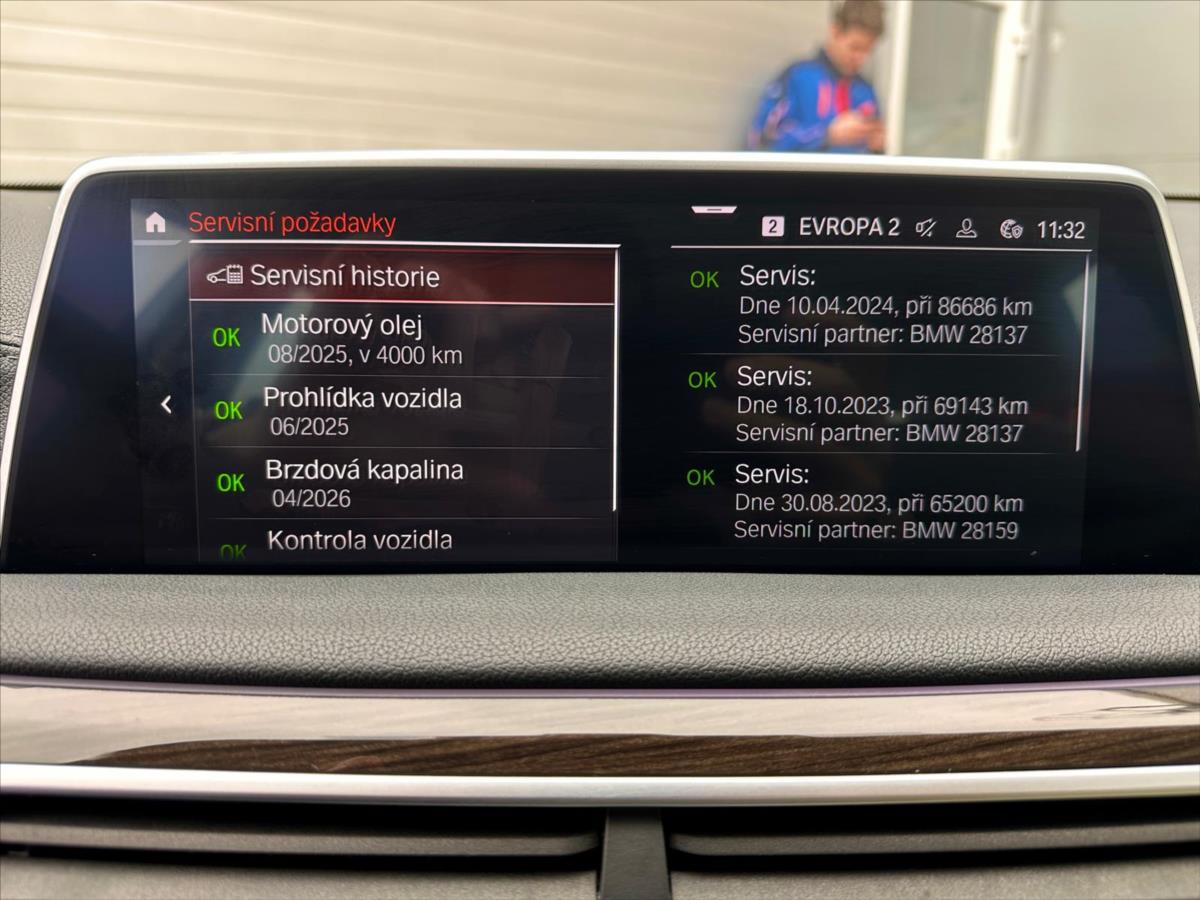 Servisní požadavky
2 EVROPA 2 11:32
Servisní historie
OK Motorový olej
08/2025, v 4000 km
OK Prohlídka vozidla
06/2025
OK Brzdová kapalina
04/2026
OK Kontrola vozidla
OK Servis:
Dne 10.04.2024, při 86686 km
Servisní partner: BMW 28137
OK Servis:
Dne 18.10.2023, při 69143 km
Servisní partner: BMW 28137
OK Servis:
Dne 30.08.2023, při 65200 km
Servisní partner: BMW 28159